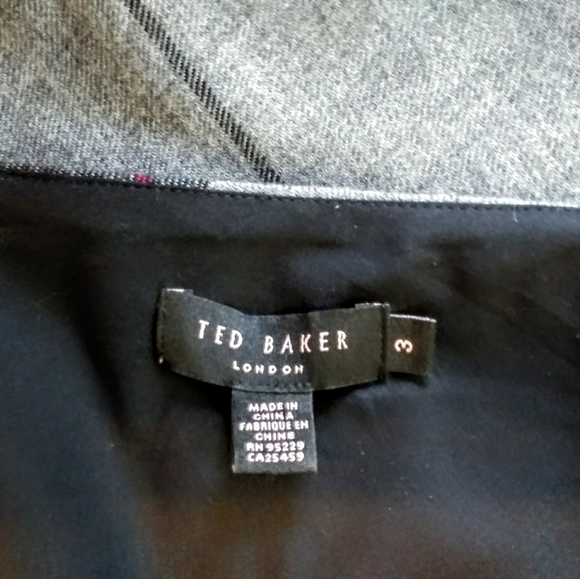 TED BAKER
LONDON
3
MADE IN
CHINA
FABRIQUE EN
CHINE
RN 95229
CA25459